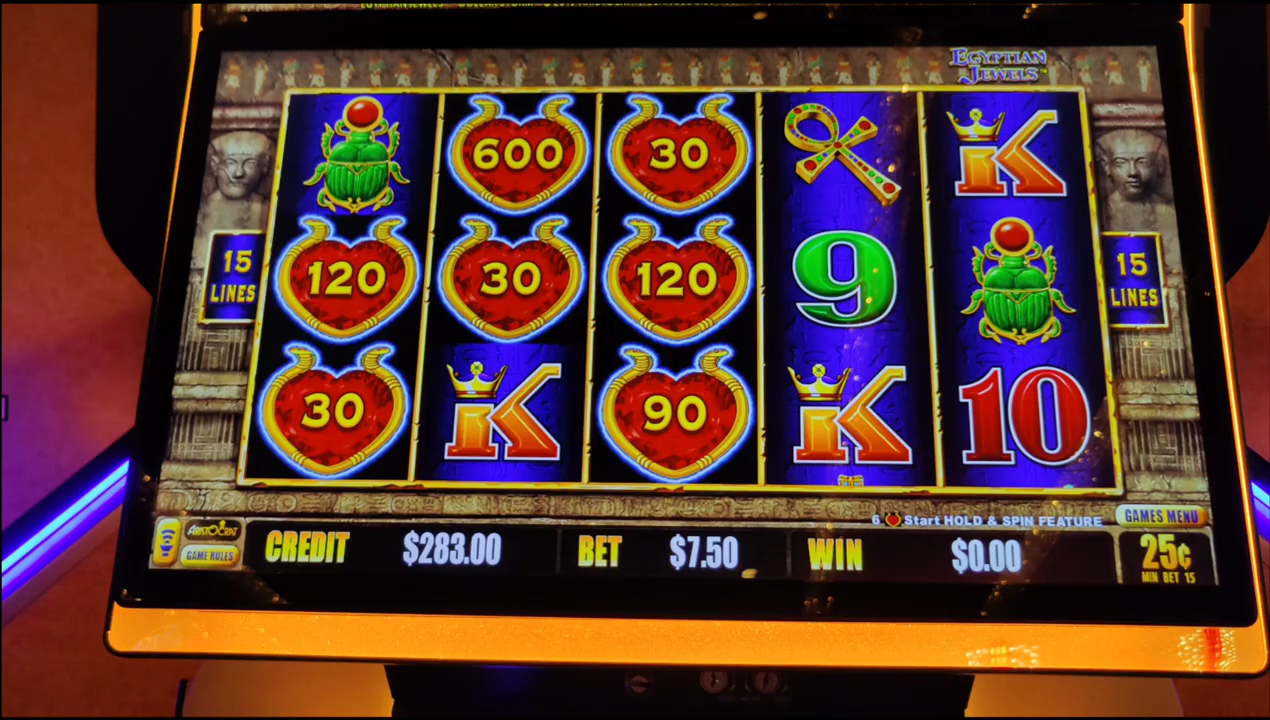 EGYPTIAN
JEWELS™
600 30 K
15
LINES
120 30 120 9
15
LINES
30 K 90 K 10
6 Start HOLD & SPIN FEATURE
GAMES MENU
ARISTOCRAT
GAME RULES
CREDIT $283.00 BET $7.50 WIN $0.00
25¢
MIN BET 15